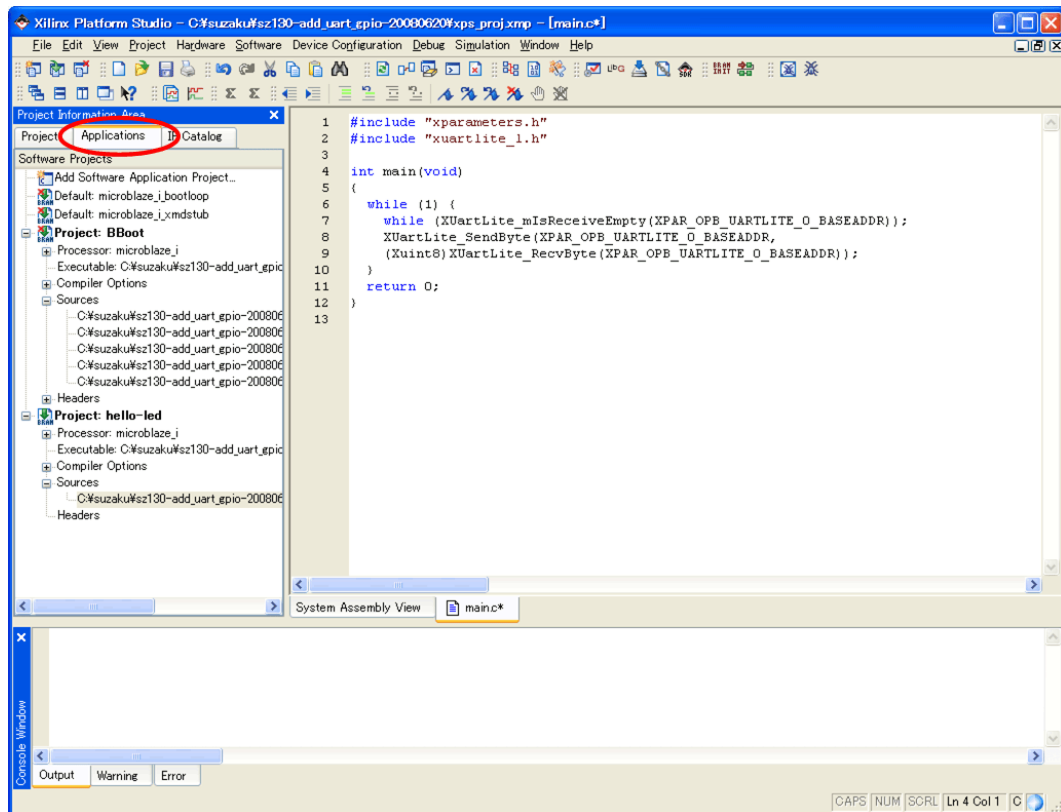 Xilinx Platform Studio - C:¥suzaku¥sz130-add_uart_gpio-20080620¥xps_proj.xmp - [main.c*]
File Edit View Project Hardware Software Device Configuration Debug Simulation Window Help
Project Information Area
Project Applications IP Catalog
Software Projects
Add Software Application Project...
Default: microblaze_i_bootloop
Default: microblaze_i_xmdstub
Project: BBoot
Processor: microblaze_i
Executable: C:¥suzaku¥sz130-add_uart_gpic
Compiler Options
Sources
C:¥suzaku¥sz130-add_uart_gpio-200806
C:¥suzaku¥sz130-add_uart_gpio-200806
C:¥suzaku¥sz130-add_uart_gpio-200806
C:¥suzaku¥sz130-add_uart_gpio-200806
C:¥suzaku¥sz130-add_uart_gpio-200806
Headers
Project: hello-led
Processor: microblaze_i
Executable: C:¥suzaku¥sz130-add_uart_gpic
Compiler Options
Sources
C:¥suzaku¥sz130-add_uart_gpio-200806
Headers
1 #include "xparameters.h"
2 #include "xuartlite_l.h"
3
4 int main(void)
5 {
6 while (1) {
7 while (XUartLite_mIsReceiveEmpty(XPAR_OPB_UARTLITE_0_BASEADDR));
8 XUartLite_SendByte(XPAR_OPB_UARTLITE_0_BASEADDR,
9 (Xuint8)XUartLite_RecvByte(XPAR_OPB_UARTLITE_0_BASEADDR));
10 }
11 return 0;
12 }
13
System Assembly View main.c*
Console Window
Output Warning Error
CAPS NUM SCRL Ln 4 Col 1 C